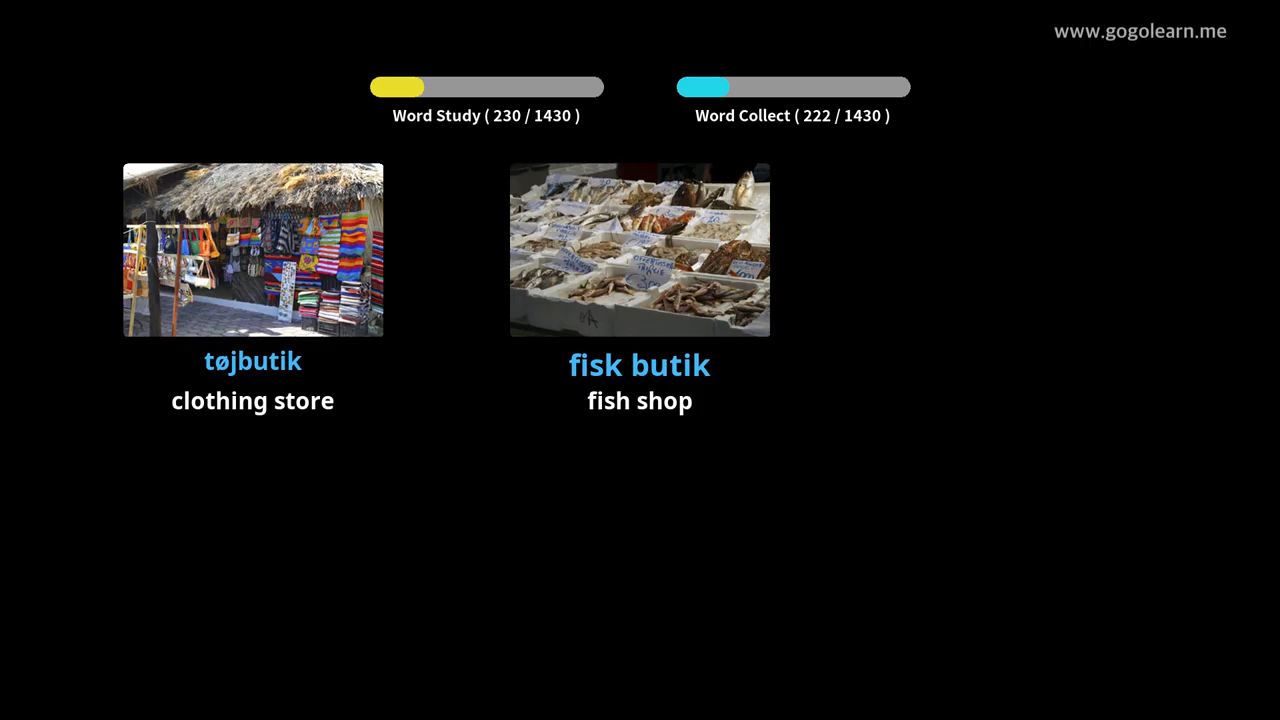 www.gogolearn.me
Word Study ( 230 / 1430 )
Word Collect ( 222 / 1430 )
tøjbutik
clothing store
fisk butik
fish shop